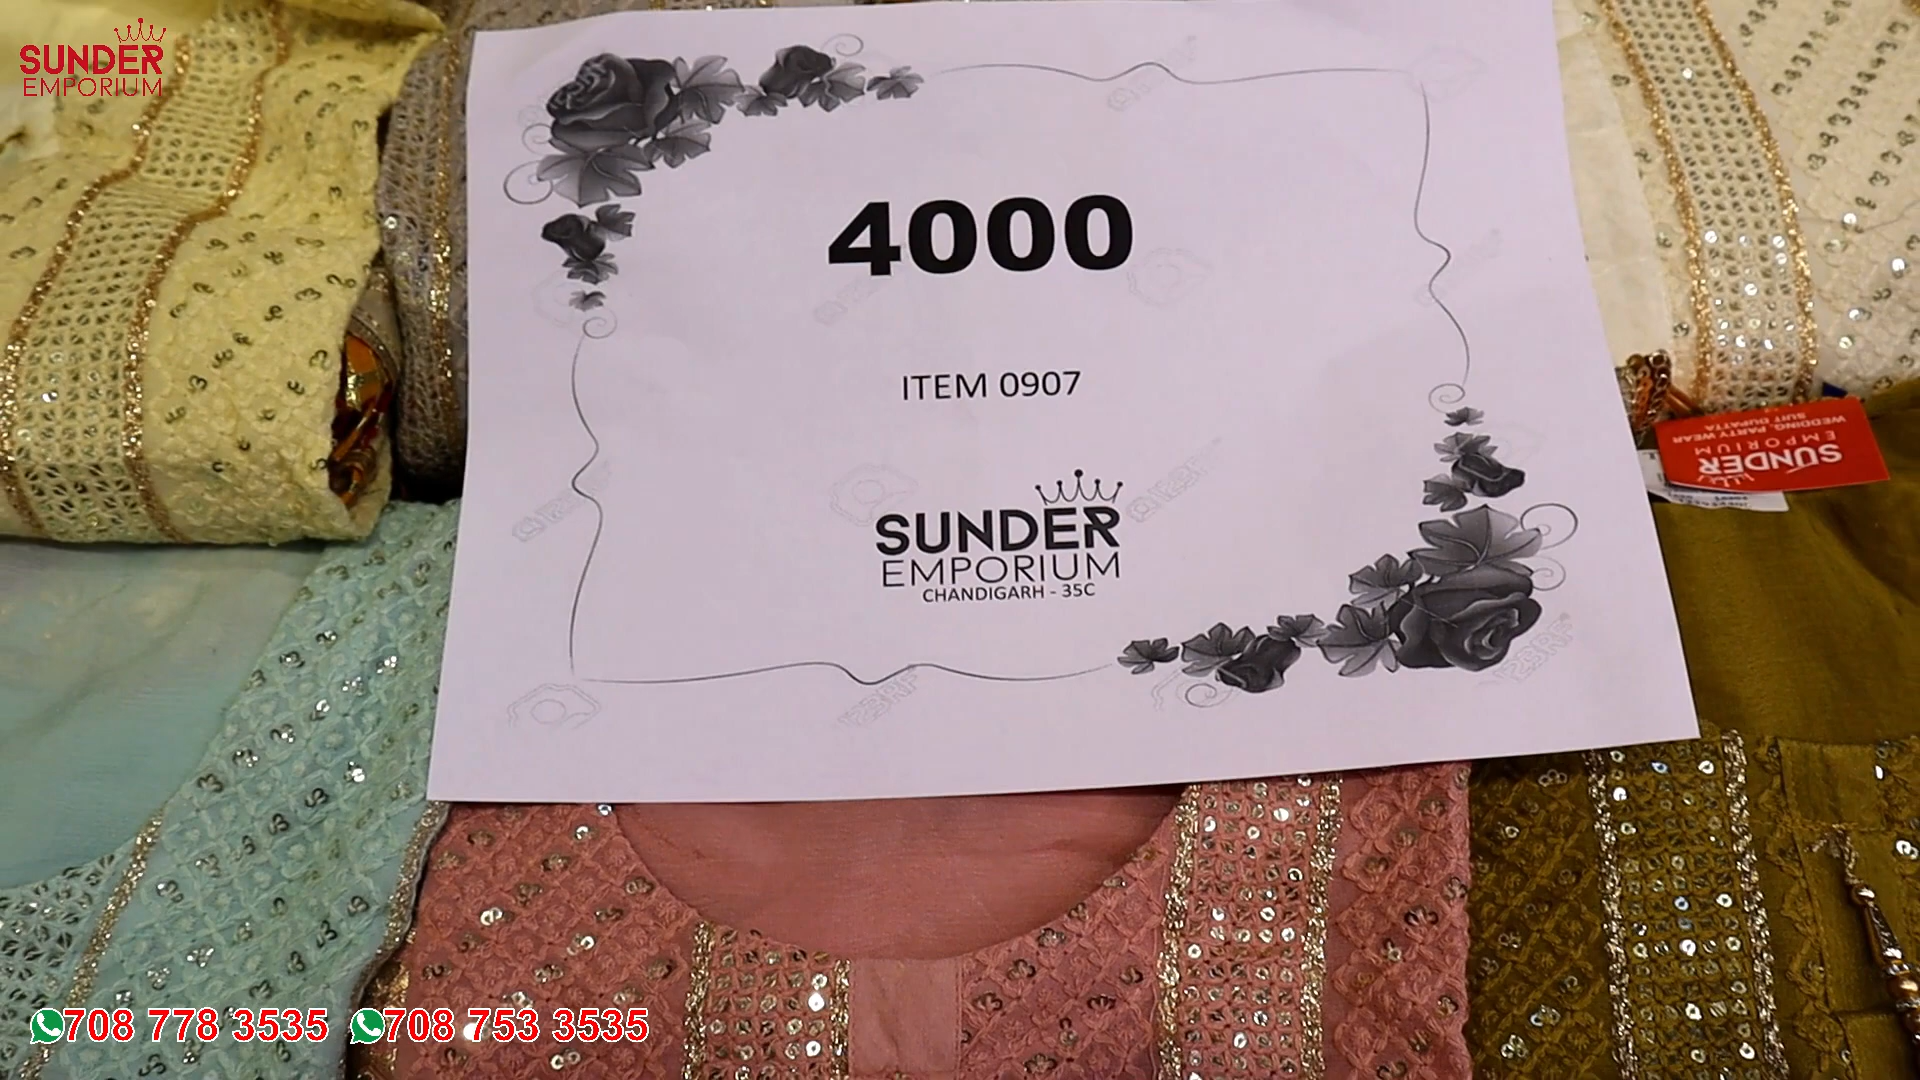 SUNDER
EMPORIUM
4000
ITEM 0907
SUNDER
EMPORIUM
CHANDIGARH - 35C
SUNDER
EMPORIUM
WEDDING, PARTY WEAR
SUIT DUPATTA
123RF
708 778 3535
708 753 3535